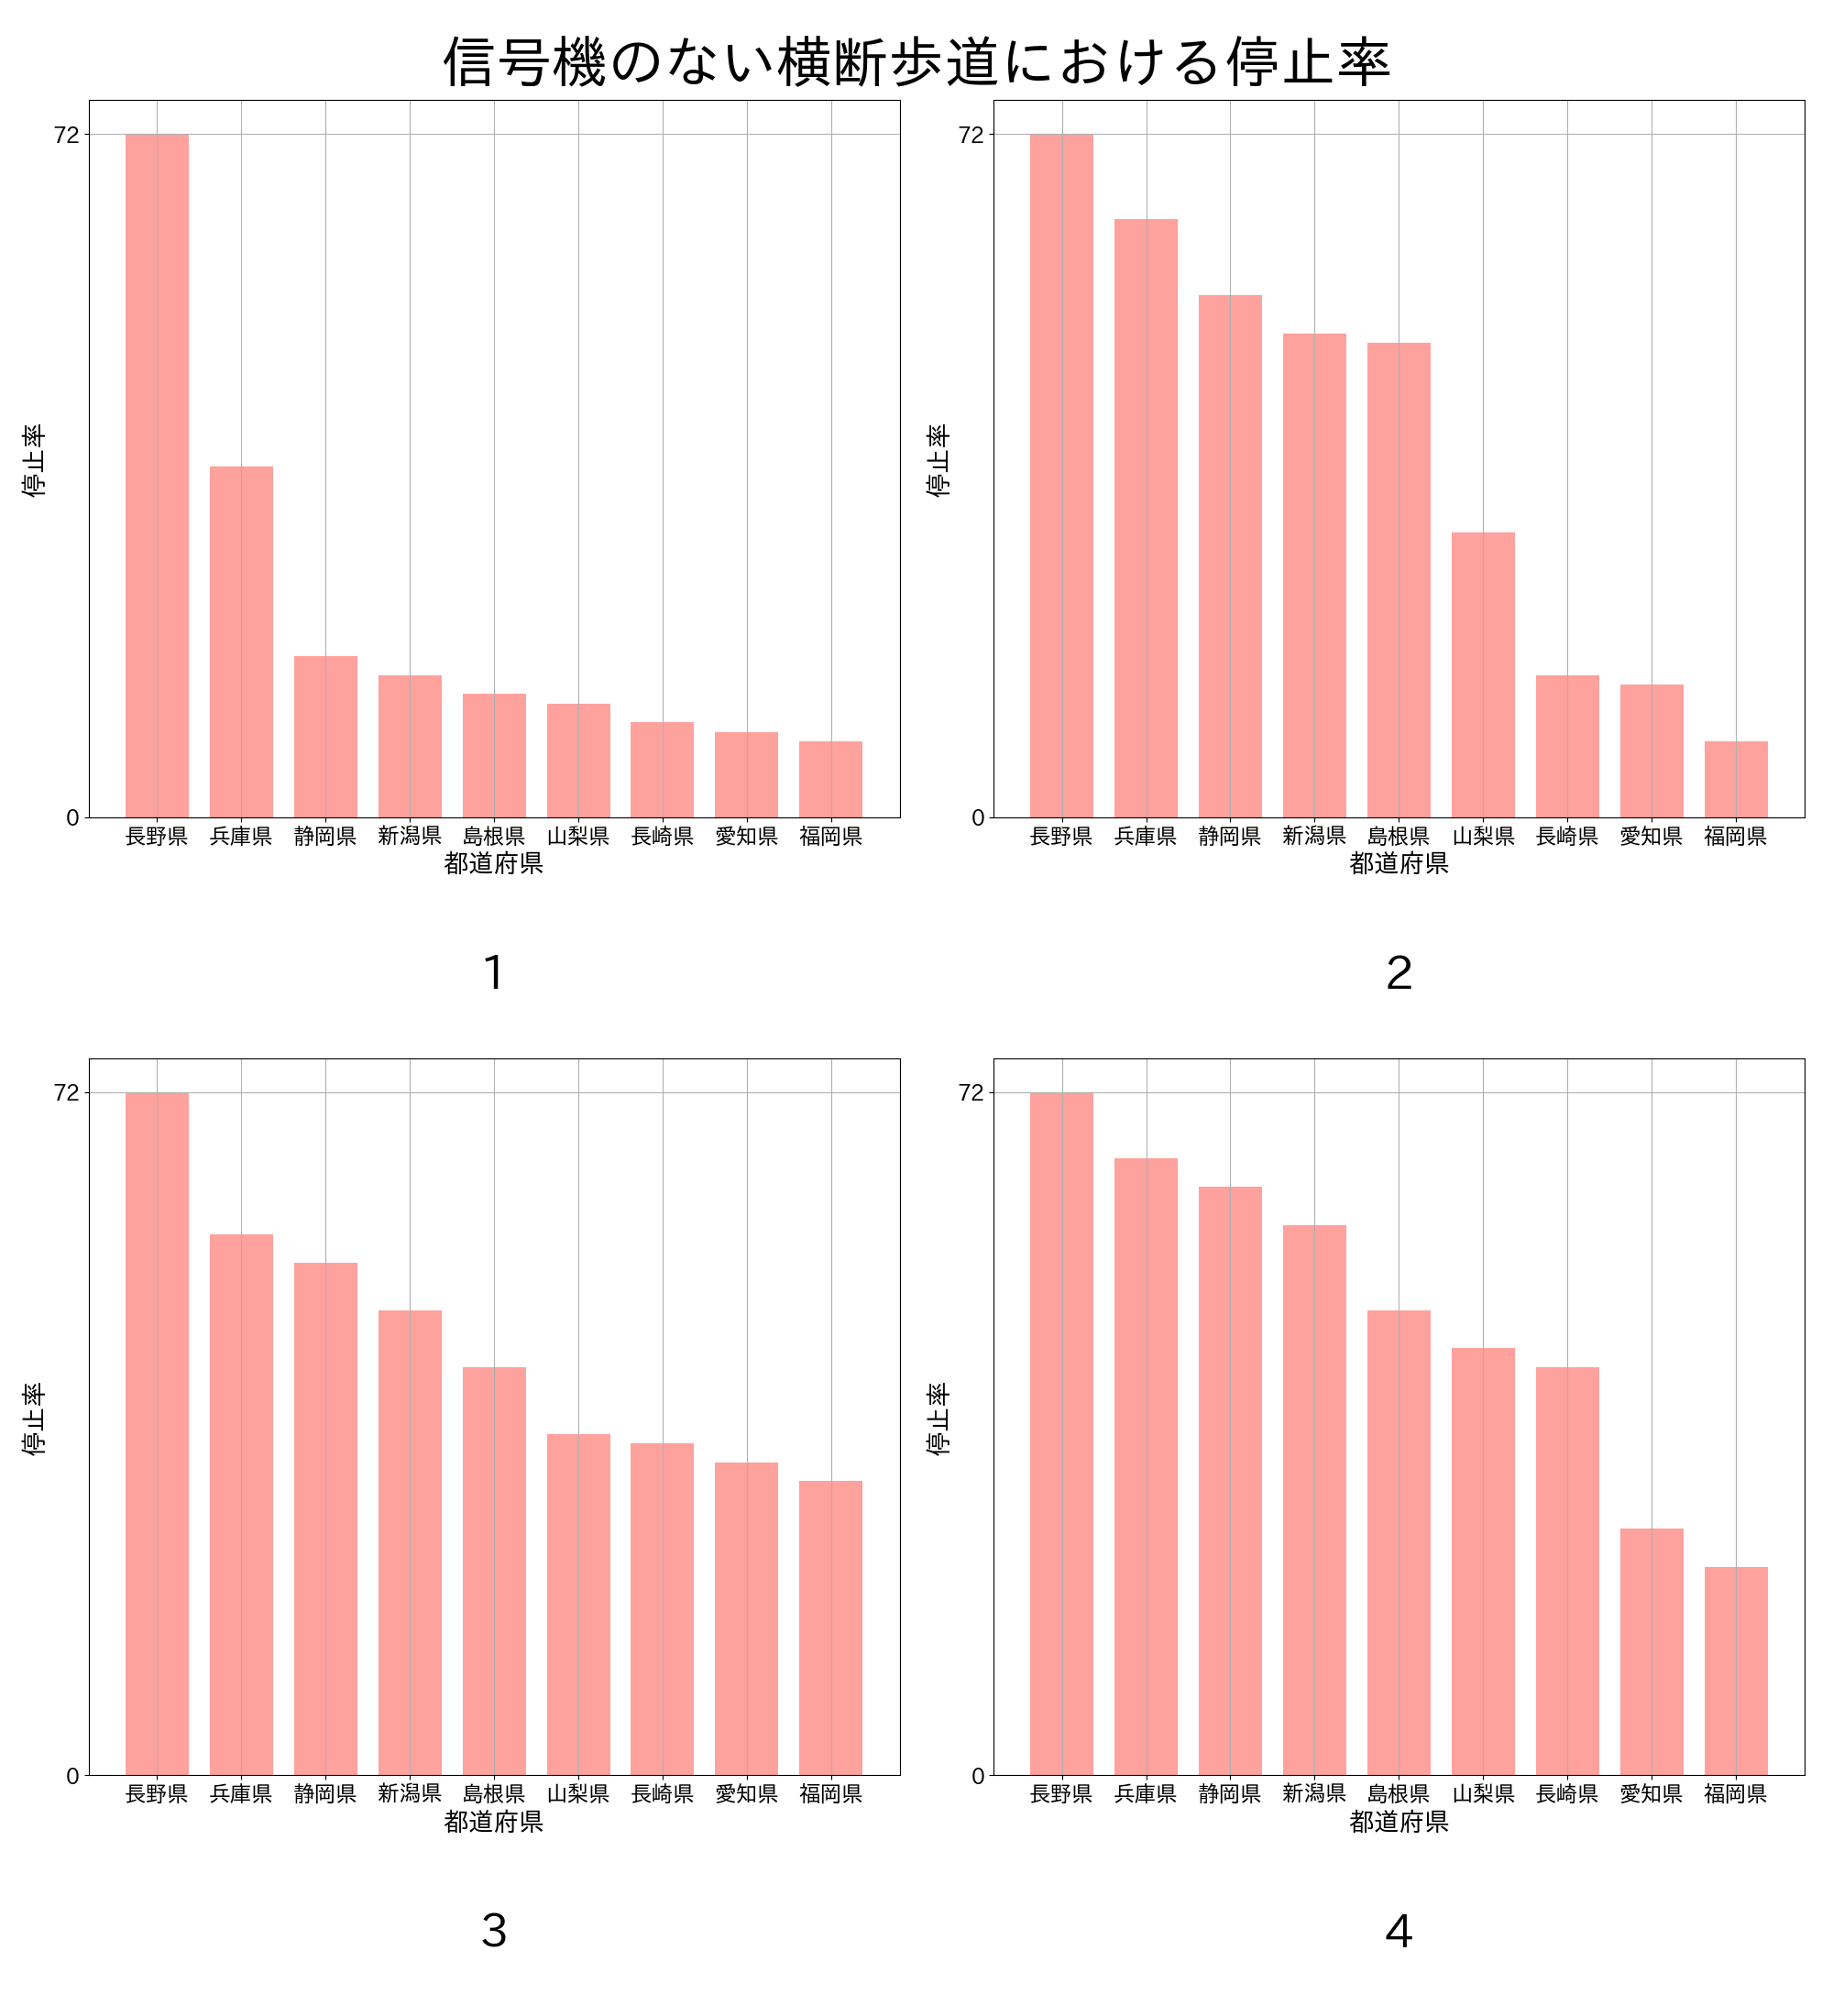 信号機のない横断歩道における停止率
72
停止率
0
長野県 兵庫県 静岡県 新潟県 島根県 山梨県 長崎県 愛知県 福岡県
都道府県
1
72
停止率
0
長野県 兵庫県 静岡県 新潟県 島根県 山梨県 長崎県 愛知県 福岡県
都道府県
2
72
停止率
0
長野県 兵庫県 静岡県 新潟県 島根県 山梨県 長崎県 愛知県 福岡県
都道府県
3
72
停止率
0
長野県 兵庫県 静岡県 新潟県 島根県 山梨県 長崎県 愛知県 福岡県
都道府県
4